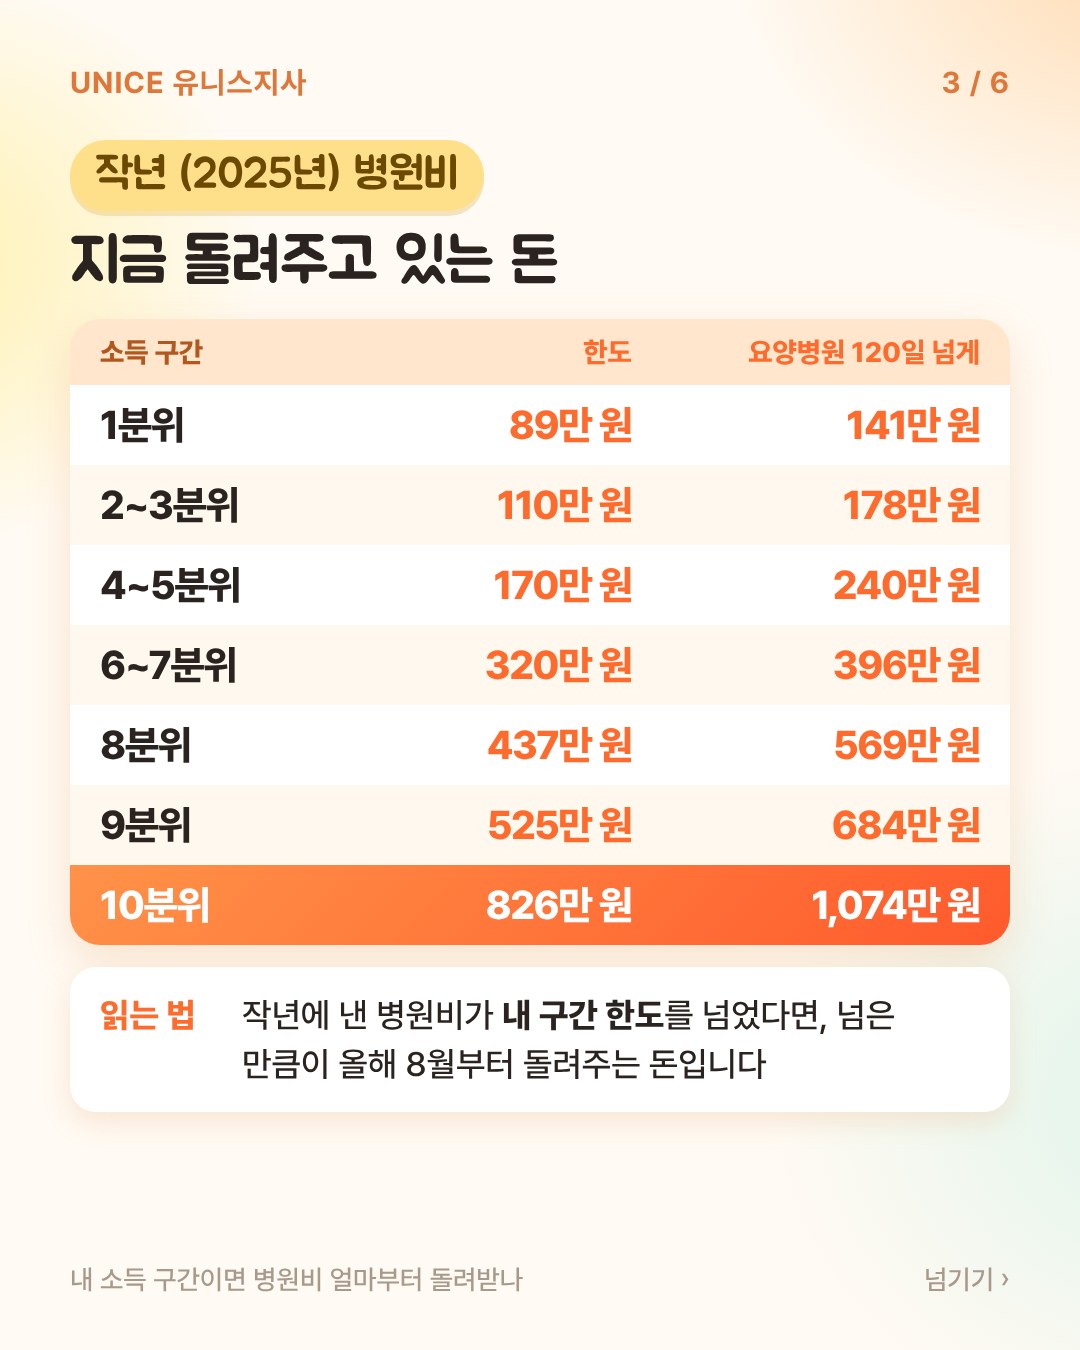 UNICE 유니스지사
3 / 6
작년 (2025년) 병원비
지금 돌려주고 있는 돈
소득 구간 한도 요양병원 120일 넘게
1분위 89만 원 141만 원
2~3분위 110만 원 178만 원
4~5분위 170만 원 240만 원
6~7분위 320만 원 396만 원
8분위 437만 원 569만 원
9분위 525만 원 684만 원
10분위 826만 원 1,074만 원
읽는 법 작년에 낸 병원비가 내 구간 한도를 넘었다면, 넘은
만큼이 올해 8월부터 돌려주는 돈입니다
내 소득 구간이면 병원비 얼마부터 돌려받나
넘기기 ›